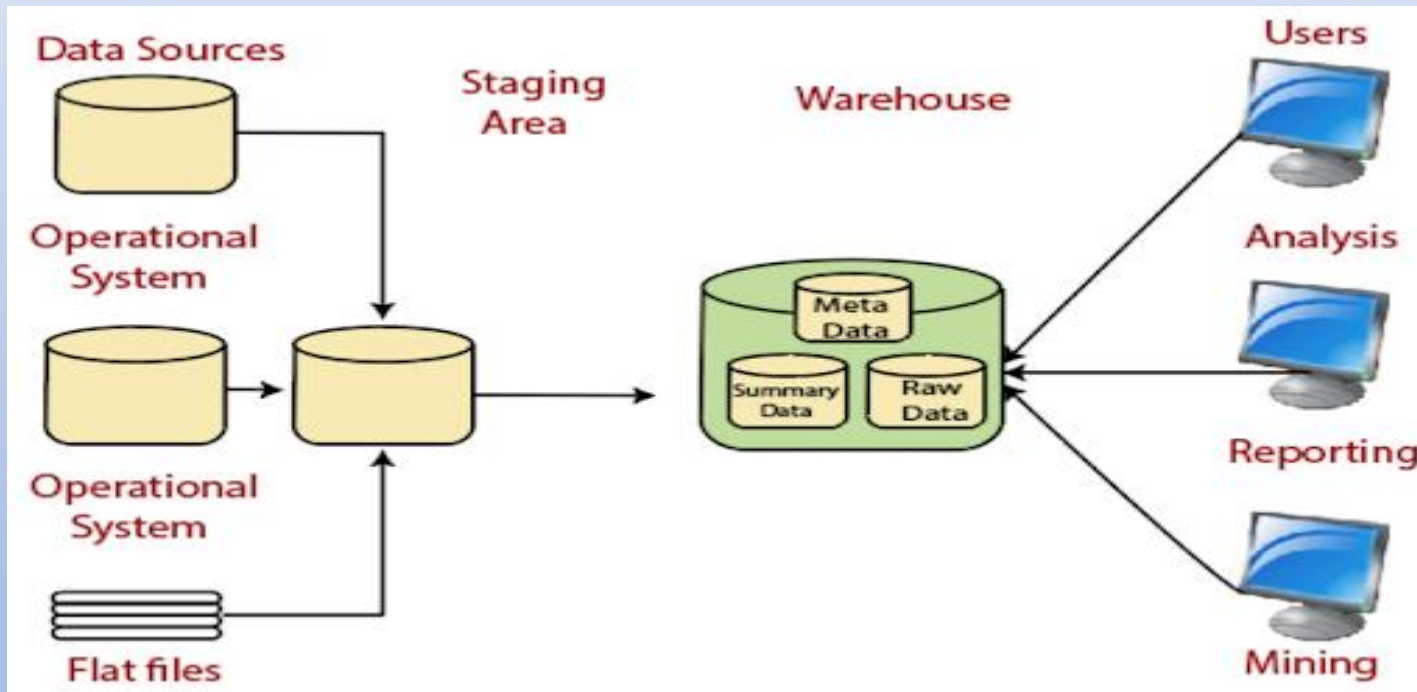 Data Sources
Operational
System
Operational
System
Flat files
Staging
Area
Warehouse
Meta
Data
Summary
Data
Raw
Data
Users
Analysis
Reporting
Mining